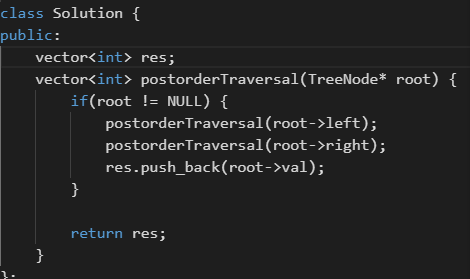 class Solution {
public:
    vector<int> res;
    vector<int> postorderTraversal(TreeNode* root) {
        if(root != NULL) {
            postorderTraversal(root->left);
            postorderTraversal(root->right);
            res.push_back(root->val);
        }

        return res;
    }
};